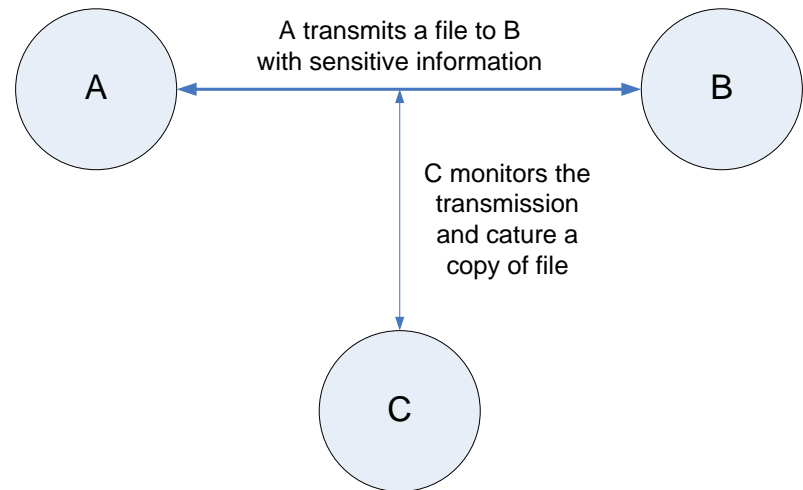 A transmits a file to B
with sensitive information
A
B
C monitors the
transmission
and cature a
copy of file
C